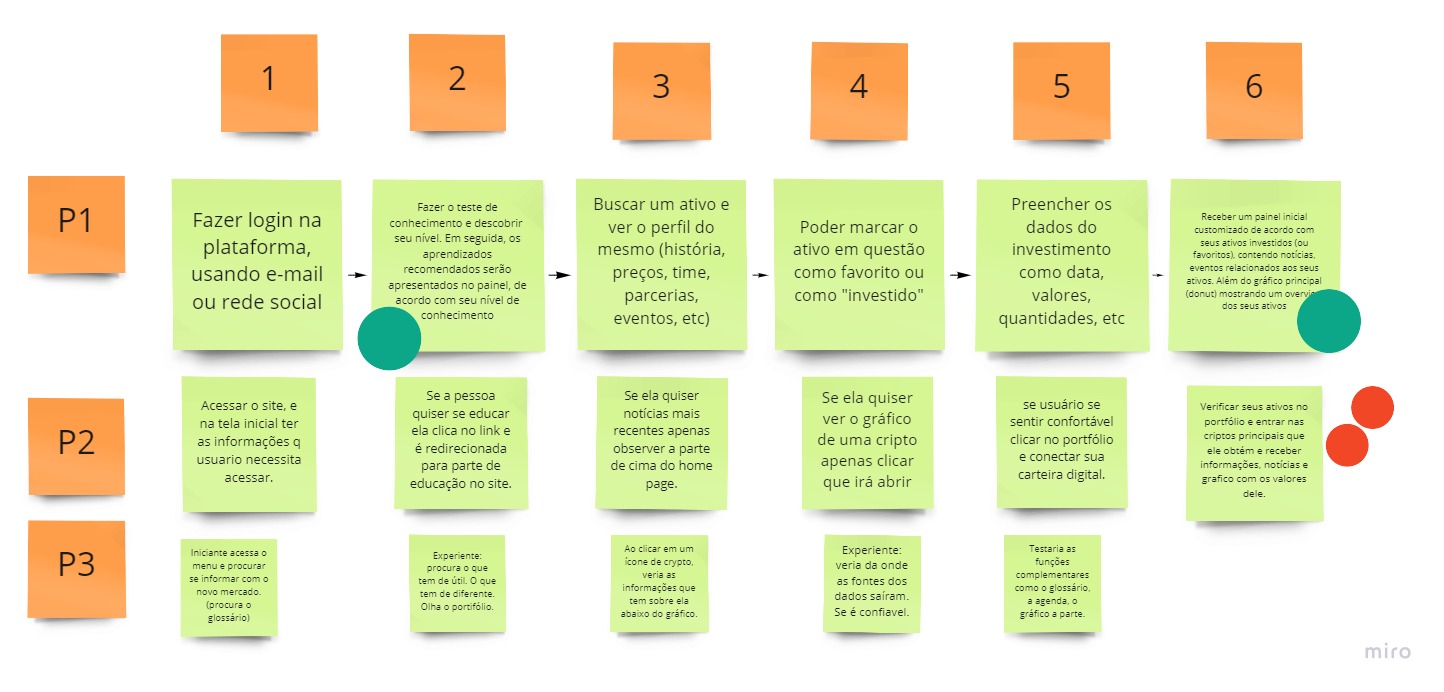 1
2
3
4
5
6
P1
Fazer login na
plataforma,
usando e-mail
ou rede social
Fazer o teste de
conhecimento e descobrir
seu nível. Em seguida, os
aprendizados
recomendados serão
apresentados no painel, de
acordo com seu nível de
conhecimento
Buscar um ativo e
ver o perfil do
mesmo (história,
preços, time,
parcerias,
eventos, etc)
Poder marcar o
ativo em questão
como favorito ou
como "investido"
Preencher os
dados do
investimento
como data,
valores,
quantidades, etc
Receber um painel inicial
customizado de acordo com
seus ativos investidos (ou
favoritos), contendo notícias,
eventos relacionados aos seus
ativos. Além do gráfico principal
(donut) mostrando um
dos seus ativos
P2
Acessar o site, e
na tela inicial ter
as informações q
usuario necessita
acessar.
Se a pessoa
quiser se educar
ela clica no link e
é redirecionada
para parte de
educação no site.
Se ela quiser
notícias mais
recentes apenas
observer a parte
de cima do home
page.
Se ela quiser
ver o gráfico
de uma cripto
apenas clicar
que irá abrir
se usuário se
sentir confortável
clicar no portfólio
e conectar sua
carteira digital.
Verificar seus ativos no
portfólio e entrar nas
criptos principais que
ele obtém e receber
informações, notícias e
grafico com os valores
dele.
P3
Iniciante acessa o
menu e procurar
se informar com o
novo mercado.
(procura o
glossário)
Experiente:
procura o que
tem de útil. O que
tem de diferente.
Olha o portifólio.
Ao clicar em um
ícone de crypto,
veria as
informações que
tem sobre ela
abaixo do gráfico.
Experiente:
veria da onde
as fontes dos
dados saíram.
Se é confiavel.
Testaria as
funções
complementares
como o glossário,
a agenda, o
gráfico a parte.
miro